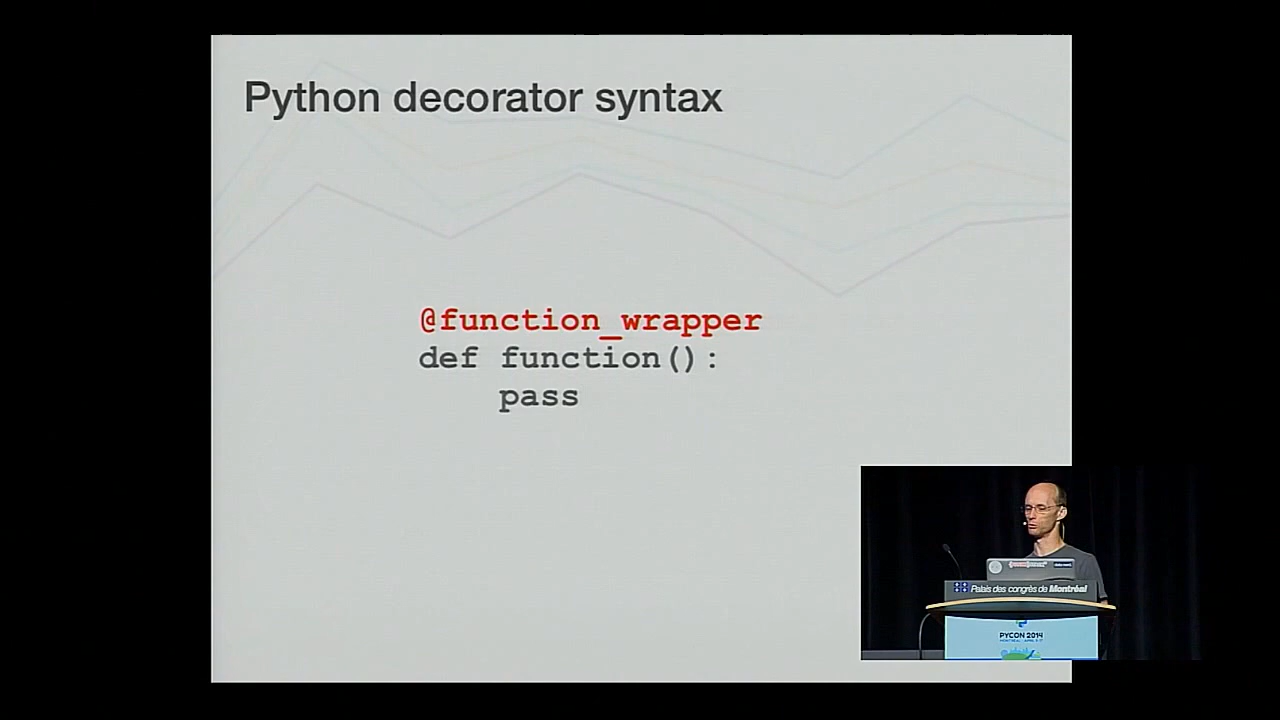 Python decorator syntax
@function_wrapper
def function():
    pass
Palais des congrès de Montréal
PYCON 2014